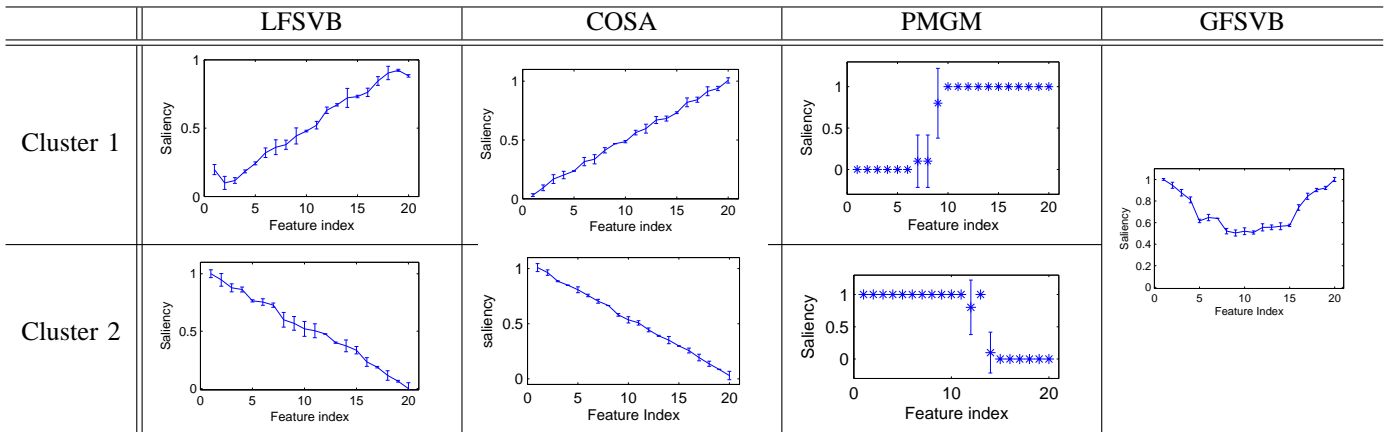 LFSVB COSA PMGM GFSVB
Cluster 1
1
0.5
0
Saliency
0 5 10 15 20
Feature index
1
0.5
0
Saliency
0 5 10 15 20
Feature index
1
0.5
0
Saliency
0 10 20
Feature index
1
0.8
0.6
0.4
0.2
0
Saliency
0 5 10 15 20
Feature Index
Cluster 2
1
0.5
0
Saliency
0 5 10 15 20
Feature index
1
0.5
0
saliency
0 5 10 15 20
Feature Index
1
0.5
0
Saliency
0 10 20
Feature index